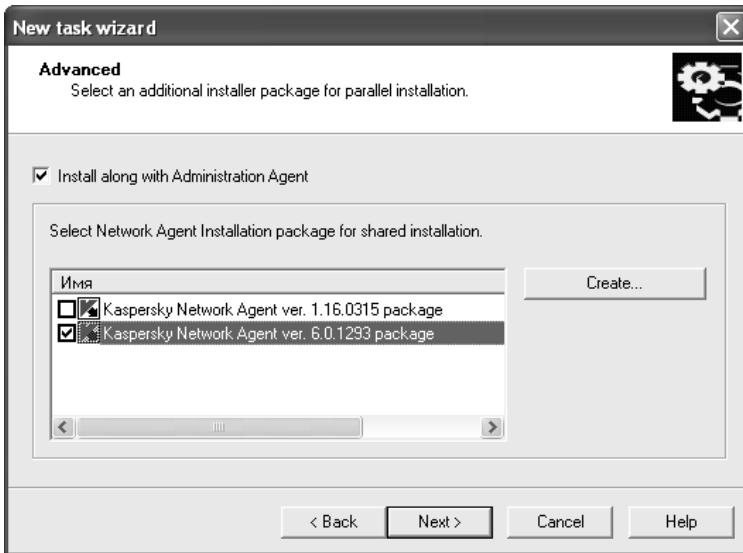 New task wizard
Advanced
Select an additional installer package for parallel installation.
Install along with Administration Agent
Select Network Agent Installation package for shared installation.
Имя
Create...
Kaspersky Network Agent ver. 1.16.0315 package
Kaspersky Network Agent ver. 6.0.1293 package
< Back
Next >
Cancel
Help